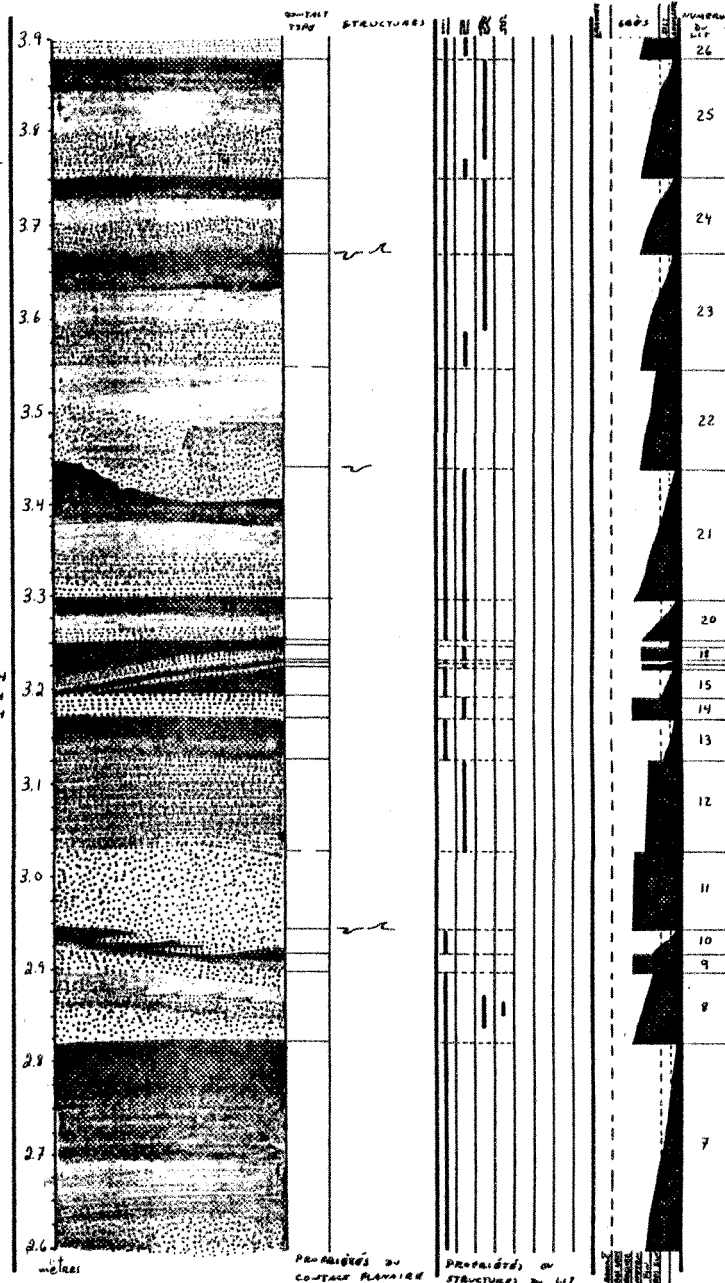 CONTACT
TYPE
STRUCTURES
GRÈS
NUMERO
DU
LIT
3.9
3.8
3.7
3.6
3.5
3.4
3.3
3.2
3.1
3.0
2.9
2.8
2.7
2.6
mètres
26
25
24
23
22
21
20
18
15
14
13
12
11
10
9
8
7
PROPRIÉTÉS DU
CONTACT PLANAIRE
PROPRIÉTÉS OU
STRUCTURES DU LIT